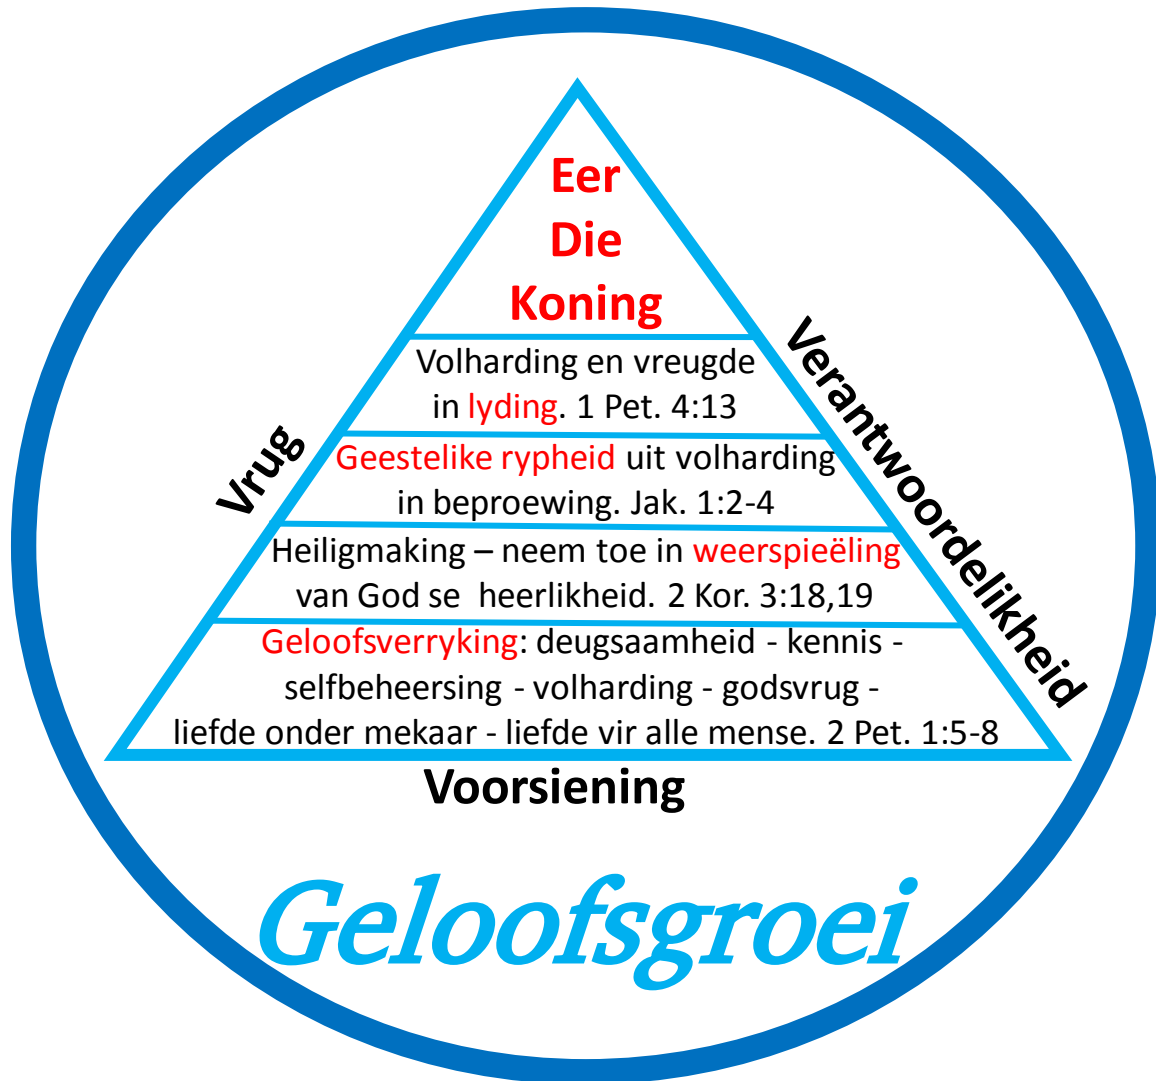 Eer
Die
Koning
Volharding en vreugde
in lyding. 1 Pet. 4:13
Geestelike rypheid uit volharding
in beproewing. Jak. 1:2-4
Heiligmaking – neem toe in weerspieëling
van God se heerlikheid. 2 Kor. 3:18,19
Geloofsverryking: deugsaamheid - kennis -
selfbeheersing - volharding - godsvrug -
liefde onder mekaar - liefde vir alle mense. 2 Pet. 1:5-8
Vrug
Verantwoordelikheid
Voorsiening
Geloofsgroei